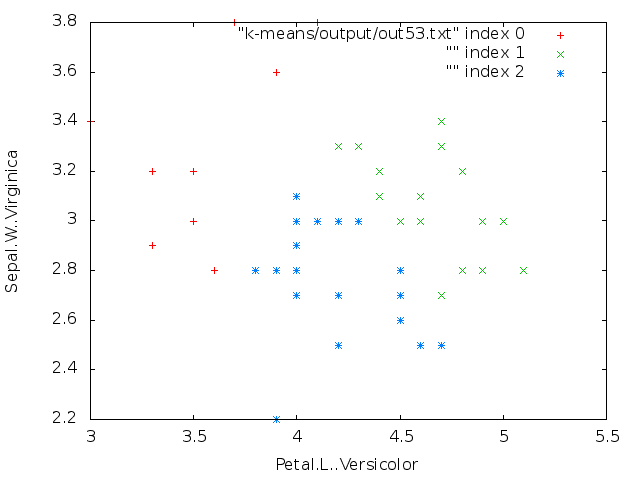 3.8
3.6
3.4
3.2
3
2.8
2.6
2.4
2.2
Sepal.W..Virginica
"k-means/output/out53.txt" index 0
"" index 1
"" index 2
3 3.5 4 4.5 5 5.5
Petal.L..Versicolor